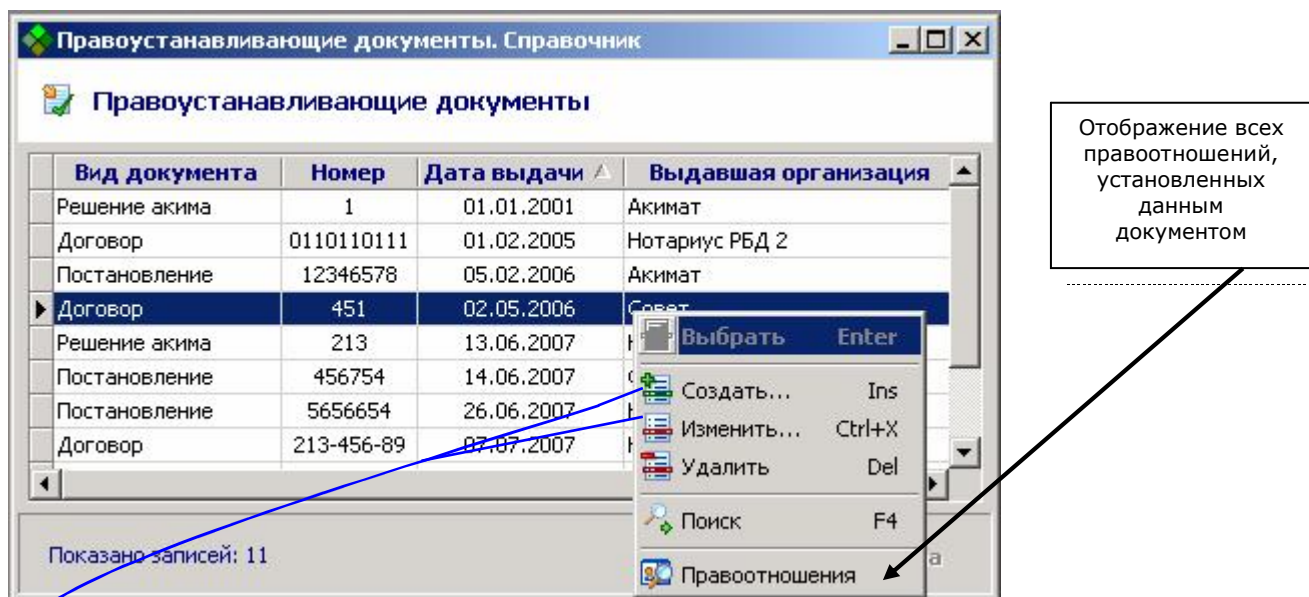 Правоустанавливающие документы. Справочник
Правоустанавливающие документы
Вид документа Номер Дата выдачи Выдавшая организация
Решение акима 1 01.01.2001 Акимат
Договор 0110110111 01.02.2005 Нотариус РБД 2
Постановление 12346578 05.02.2006 Акимат
Договор 451 02.05.2006 Совет
Решение акима 213 13.06.2007
Постановление 456754 14.06.2007
Постановление 5656654 26.06.2007
Договор 213-456-89 07.07.2007
Выбрать Enter
Создать... Ins
Изменить... Ctrl+X
Удалить Del
Поиск F4
Правоотношения
Показано записей: 11
Отображение всех
правоотношений,
установленных
данным
документом